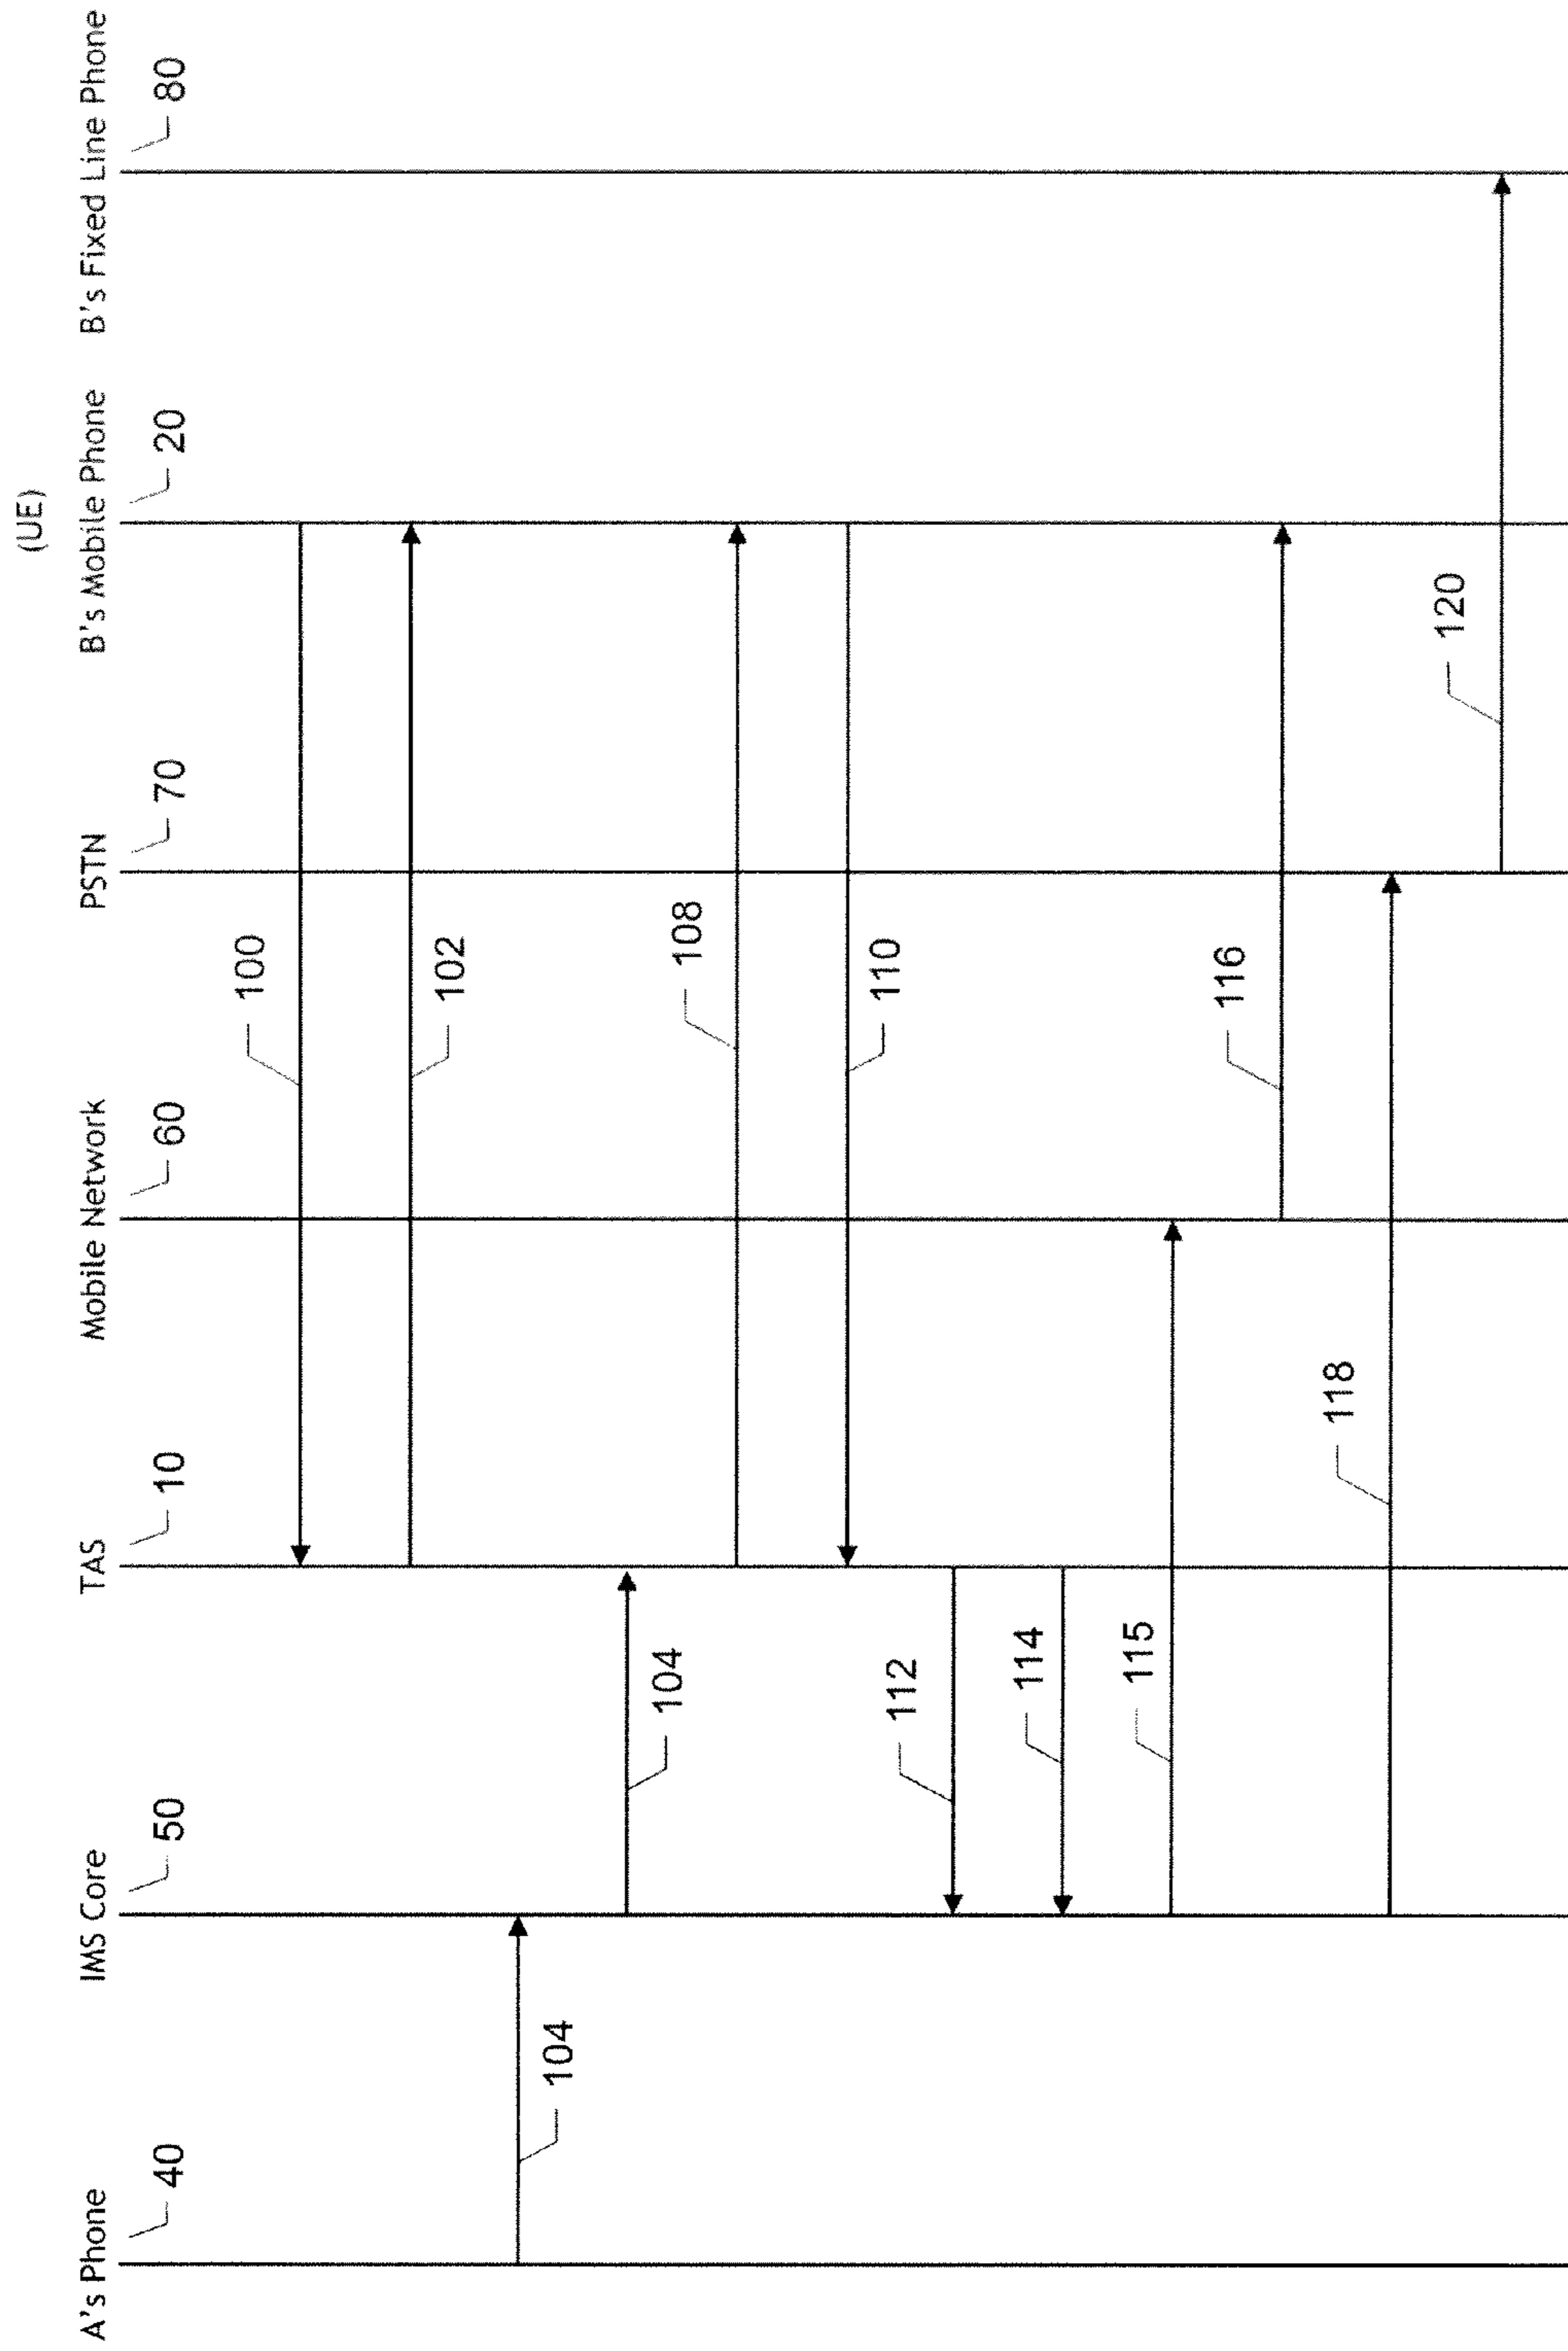 (UE)
A's Phone
IMS Core
TAS
Mobile Network
PSTN
B's Mobile Phone
B's Fixed Line Phone
40
50
10
60
70
20
80
100
102
104
104
108
110
112
114
115
116
118
120